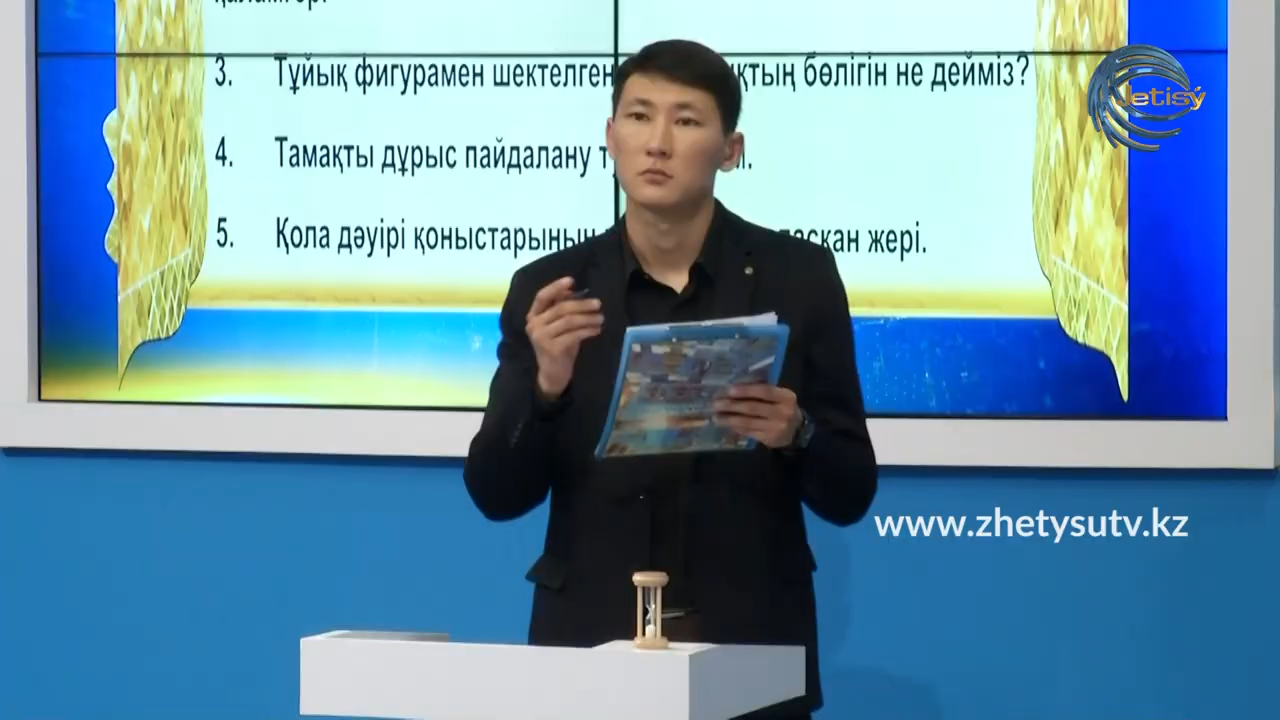 3. Тұйық фигурамен шектелген бөлігін не дейміз?
Jetisý
4. Тамақты дұрыс пайдалану
5. Қола дәуірі қоныстарының жері.
www.zhetysutv.kz